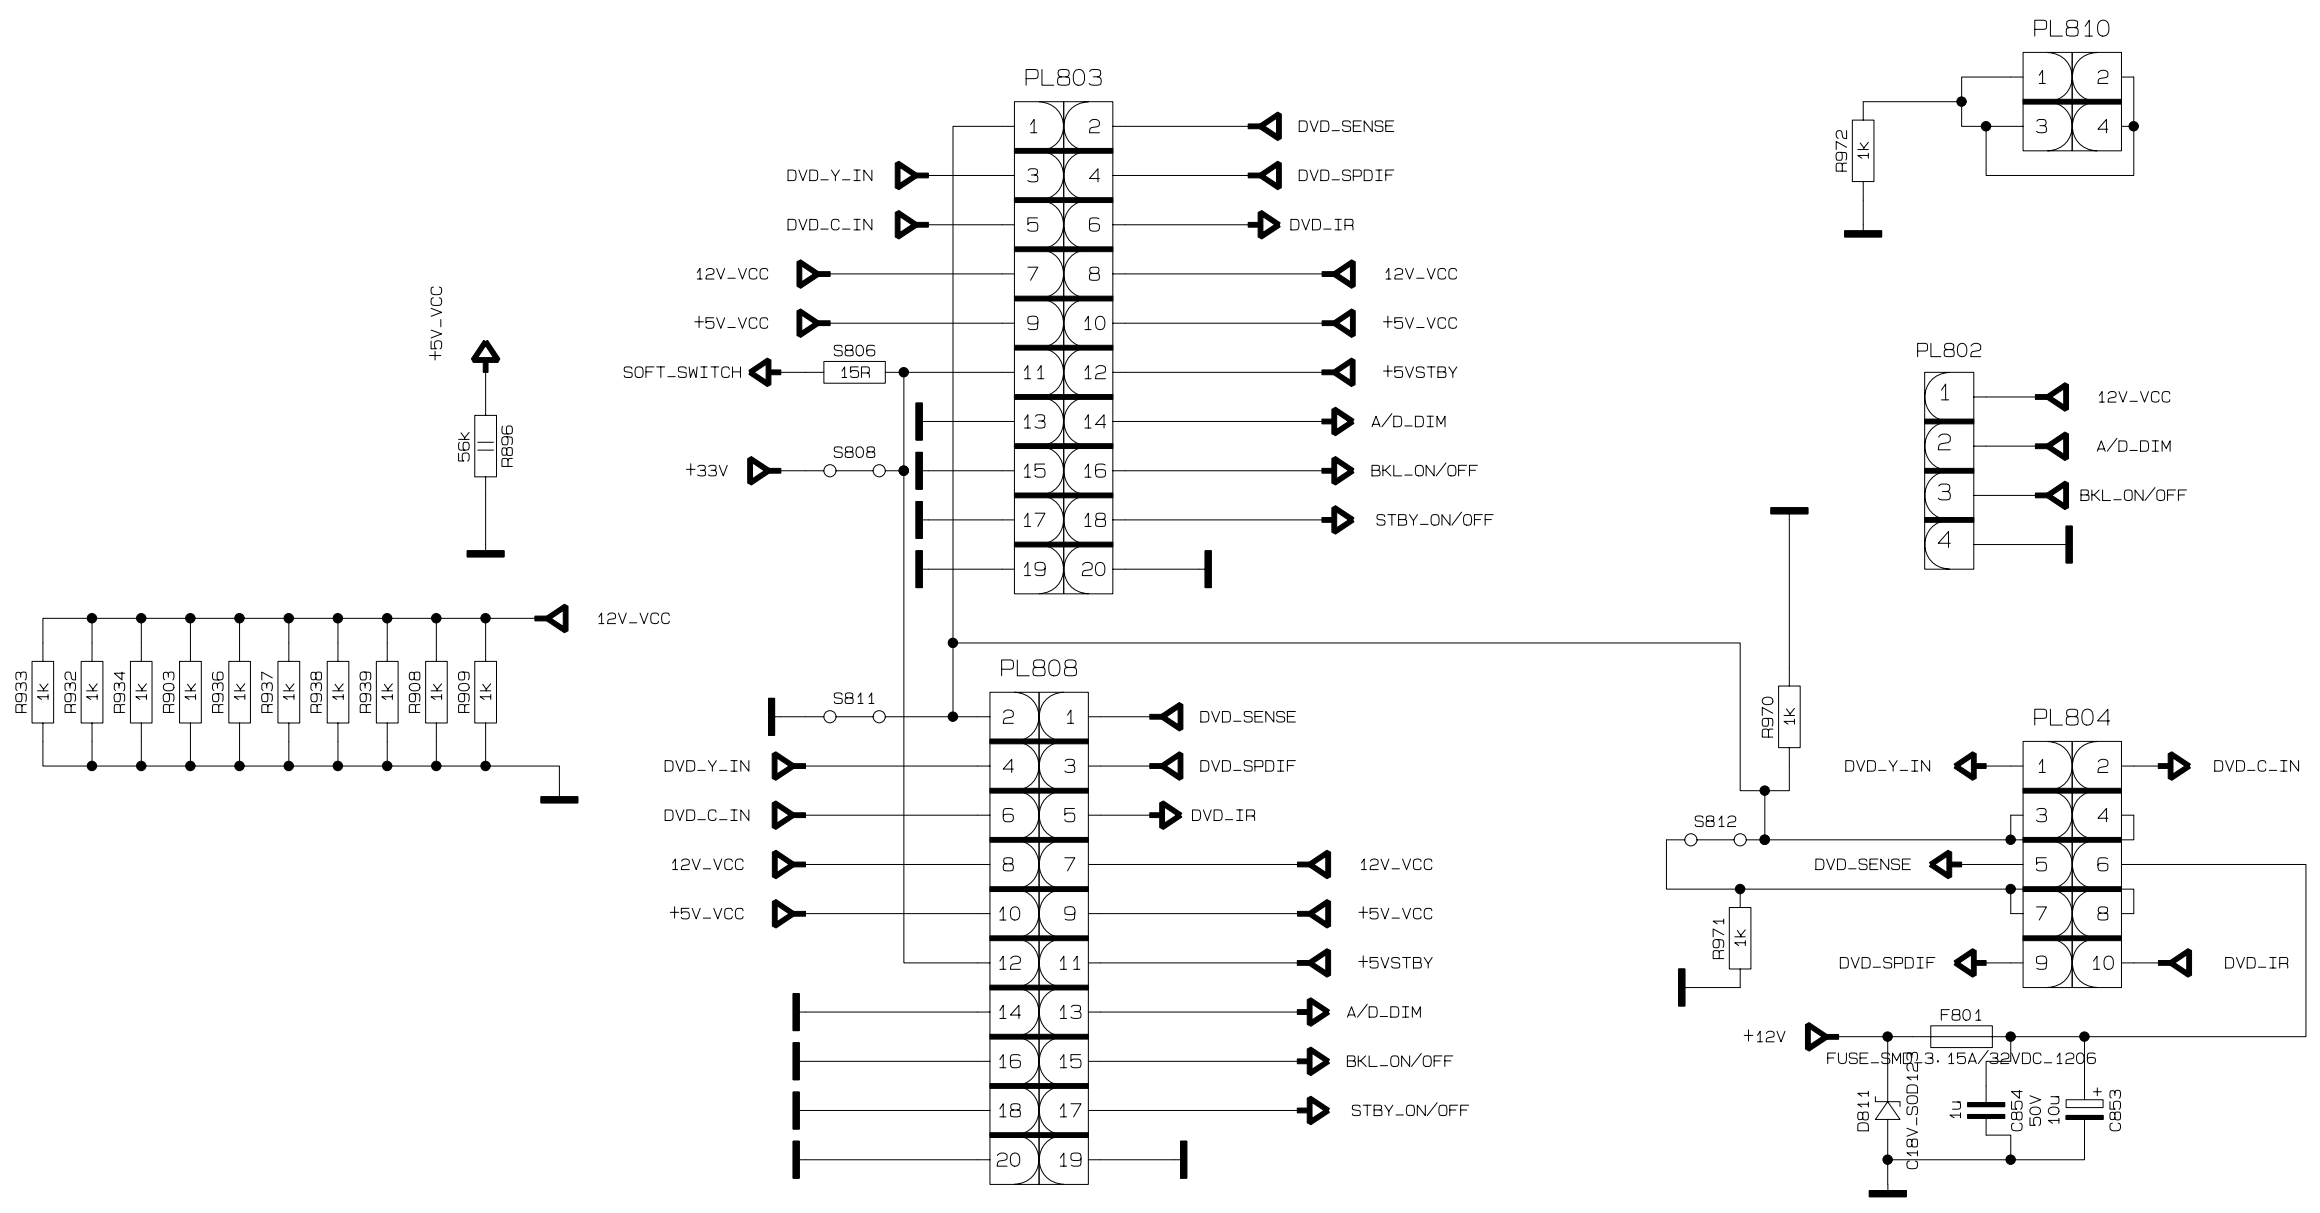 PL810
1 2
3 4
R972
1k
PL803
1 2 DVD_SENSE
DVD_Y_IN 3 4 DVD_SPDIF
DVD_C_IN 5 6 DVD_IR
12V_VCC 7 8 12V_VCC
+5V_VCC 9 10 +5V_VCC
S806
SOFT_SWITCH 15R 11 12 +5VSTBY
13 14 A/D_DIM
S808
+33V 15 16 BKL_ON/OFF
17 18 STBY_ON/OFF
19 20
+5V_VCC
56k
R896
PL802
1 12V_VCC
2 A/D_DIM
3 BKL_ON/OFF
4
12V_VCC
R933 1k
R932 1k
R934 1k
R903 1k
R936 1k
R937 1k
R938 1k
R939 1k
R908 1k
R909 1k
PL808
S811
2 1 DVD_SENSE
DVD_Y_IN 4 3 DVD_SPDIF
DVD_C_IN 6 5 DVD_IR
12V_VCC 8 7 12V_VCC
+5V_VCC 10 9 +5V_VCC
12 11 +5VSTBY
14 13 A/D_DIM
16 15 BKL_ON/OFF
18 17 STBY_ON/OFF
20 19
R970
1k
PL804
DVD_Y_IN 1 2 DVD_C_IN
S812
3 4
DVD_SENSE 5 6
7 8
R971
1k
DVD_SPDIF 9 10 DVD_IR
+12V
F801
FUSE_SMD_3.15A/32VDC_1206
D811
C18V_SOD123
1u
C854
50V
10u
+
C853